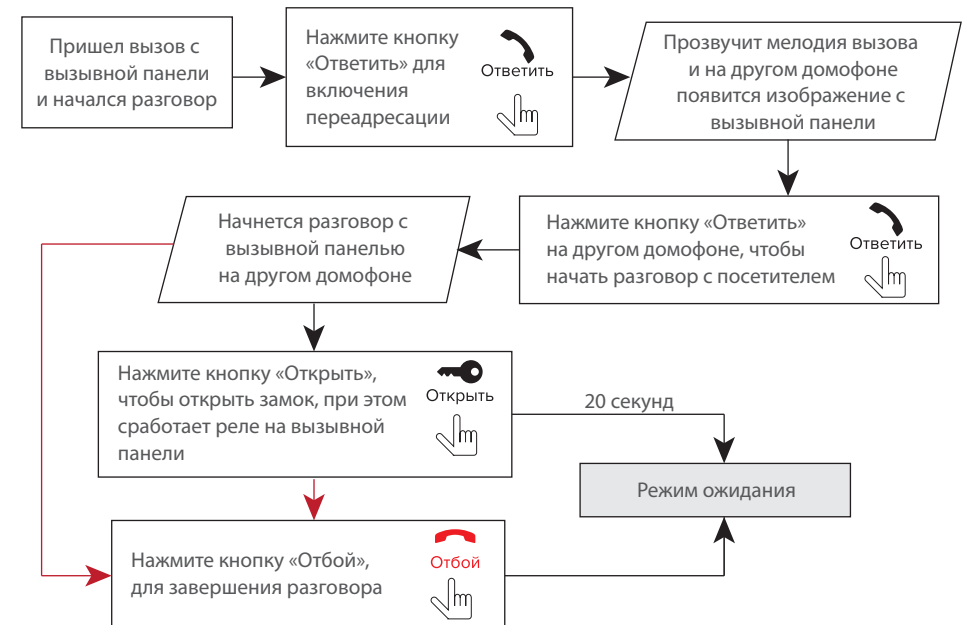 Пришел вызов с
вызывной панели
и начался разговор
Нажмите кнопку
«Ответить» для
включения
переадресации
Ответить
Прозвучит мелодия вызова
и на другом домофоне
появится изображение с
вызывной панели
Нажмите кнопку «Ответить»
на другом домофоне, чтобы
начать разговор с посетителем
Ответить
Начнется разговор с
вызывной панелью
на другом домофоне
Нажмите кнопку «Открыть»,
чтобы открыть замок, при этом
сработает реле на вызывной
панели
Открыть
20 секунд
Режим ожидания
Нажмите кнопку «Отбой»,
для завершения разговора
Отбой